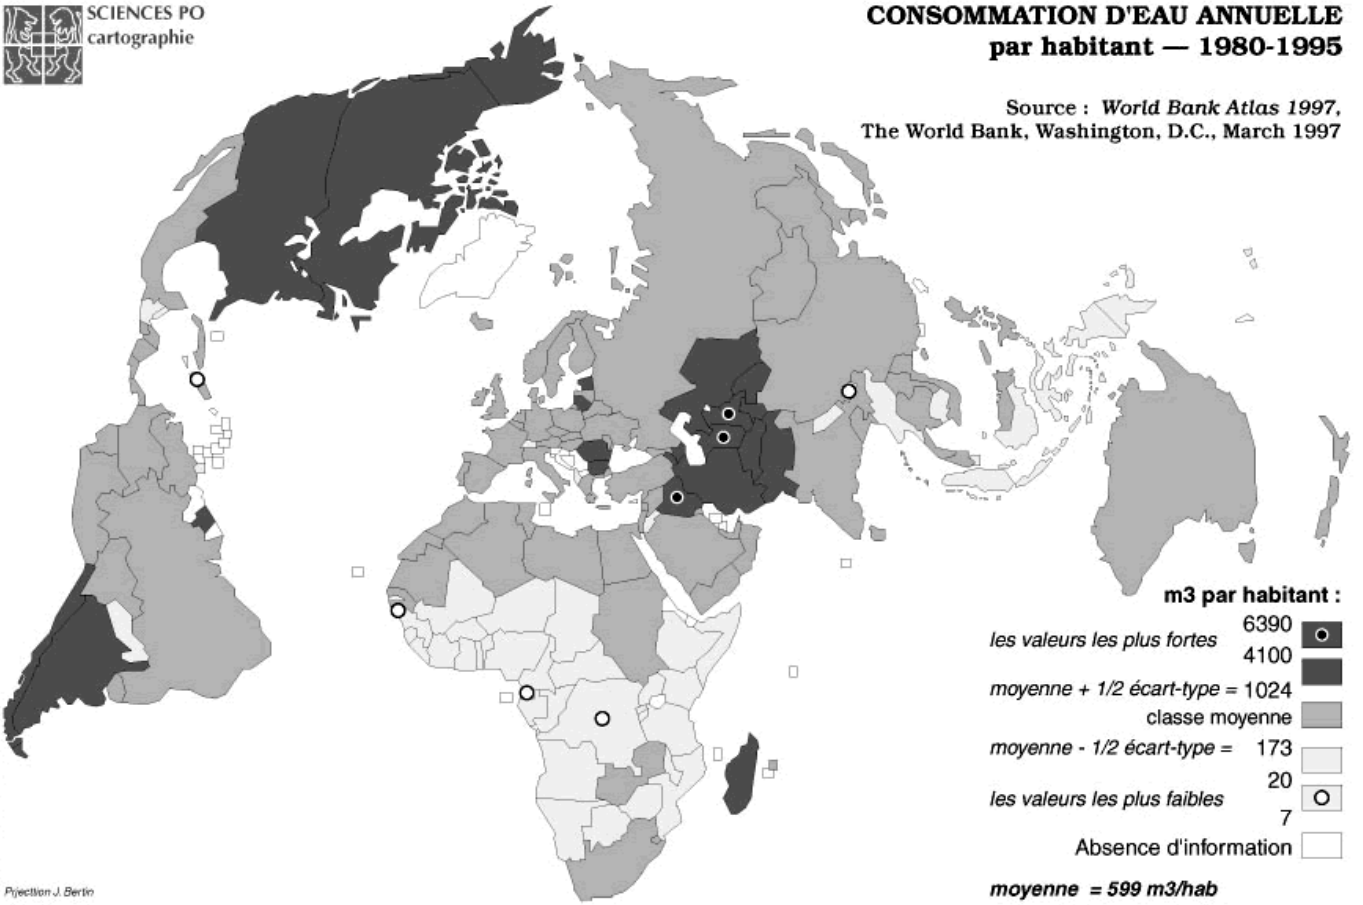 SCIENCES PO
cartographie
CONSOMMATION D'EAU ANNUELLE
par habitant — 1980-1995
Source : World Bank Atlas 1997,
The World Bank, Washington, D.C., March 1997
m3 par habitant :
6390
les valeurs les plus fortes
4100
moyenne + 1/2 écart-type = 1024
classe moyenne
moyenne - 1/2 écart-type = 173
20
les valeurs les plus faibles
7
Absence d'information
moyenne = 599 m3/hab
Prjecttion J. Bertin